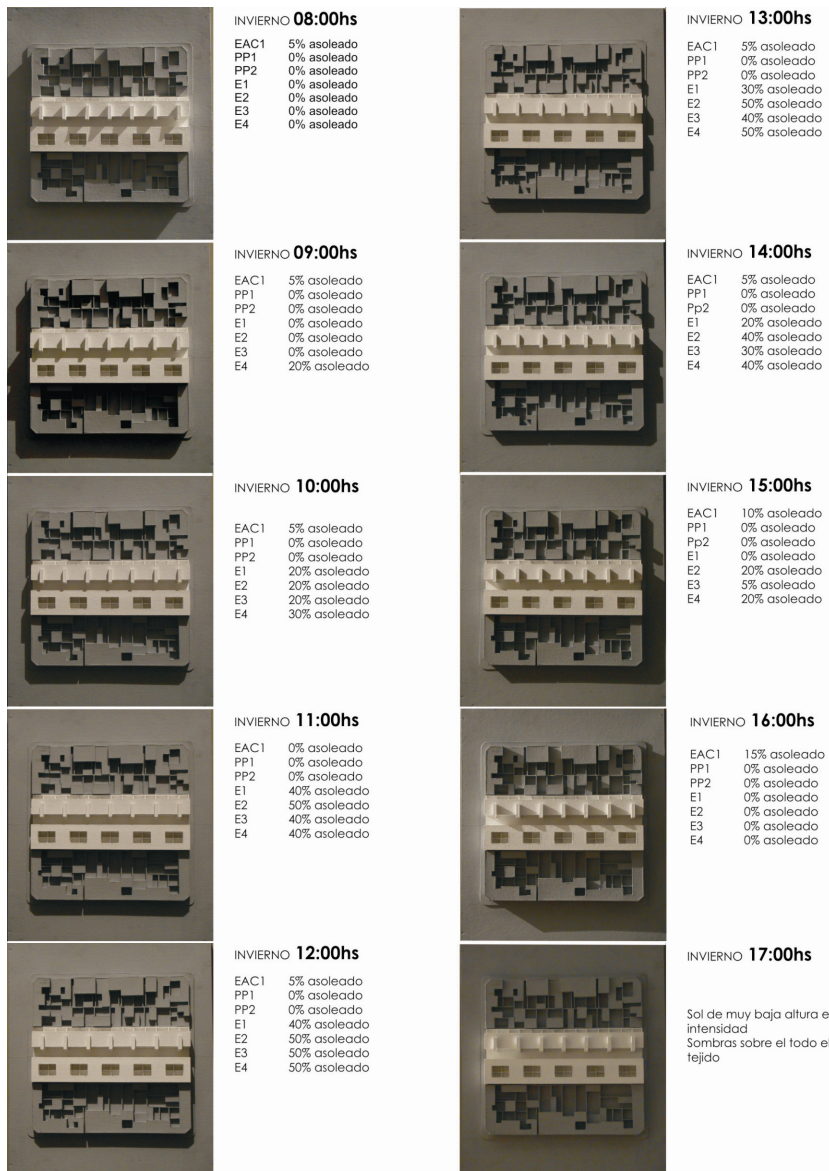 INVIERNO 08:00hs
EAC1 5% asoleado
PP1 0% asoleado
PP2 0% asoleado
E1 0% asoleado
E2 0% asoleado
E3 0% asoleado
E4 0% asoleado
INVIERNO 09:00hs
EAC1 5% asoleado
PP1 0% asoleado
PP2 0% asoleado
E1 0% asoleado
E2 0% asoleado
E3 0% asoleado
E4 20% asoleado
INVIERNO 10:00hs
EAC1 5% asoleado
PP1 0% asoleado
PP2 0% asoleado
E1 20% asoleado
E2 20% asoleado
E3 20% asoleado
E4 30% asoleado
INVIERNO 11:00hs
EAC1 0% asoleado
PP1 0% asoleado
PP2 0% asoleado
E1 40% asoleado
E2 50% asoleado
E3 40% asoleado
E4 40% asoleado
INVIERNO 12:00hs
EAC1 5% asoleado
PP1 0% asoleado
PP2 0% asoleado
E1 40% asoleado
E2 50% asoleado
E3 50% asoleado
E4 50% asoleado
INVIERNO 13:00hs
EAC1 5% asoleado
PP1 0% asoleado
PP2 0% asoleado
E1 30% asoleado
E2 50% asoleado
E3 40% asoleado
E4 50% asoleado
INVIERNO 14:00hs
EAC1 5% asoleado
PP1 0% asoleado
Pp2 0% asoleado
E1 20% asoleado
E2 40% asoleado
E3 30% asoleado
E4 40% asoleado
INVIERNO 15:00hs
EAC1 10% asoleado
PP1 0% asoleado
Pp2 0% asoleado
E1 0% asoleado
E2 20% asoleado
E3 5% asoleado
E4 20% asoleado
INVIERNO 16:00hs
EAC1 15% asoleado
PP1 0% asoleado
PP2 0% asoleado
E1 0% asoleado
E2 0% asoleado
E3 0% asoleado
E4 0% asoleado
INVIERNO 17:00hs
Sol de muy baja altura e
intensidad
Sombras sobre el todo el
tejido